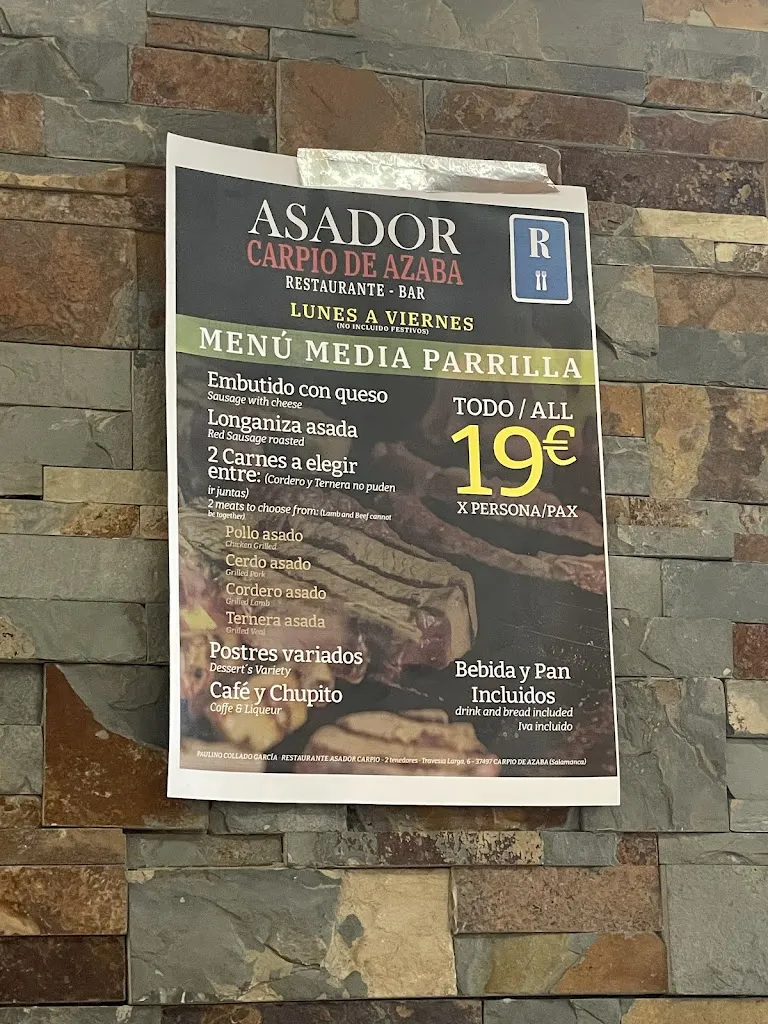 ASADOR
CARPIO DE AZABA
RESTAURANTE - BAR
R
LUNES A VIERNES
(NO INCLUIDO FESTIVOS)
MENÚ MEDIA PARRILLA
Embutido con queso
Sausage with cheese
Longaniza asada
Red Sausage roasted
2 Carnes a elegir
entre: (Cordero y Ternera no puden
ir juntas)
2 meats to choose from: (Lamb and Beef cannot
be together)
Pollo asado
Chicken Grilled
Cerdo asado
Grilled Pork
Cordero asado
Grilled Lamb
Ternera asada
Grilled Veal
Postres variados
Dessert´s Variety
Café y Chupito
Coffe & Liqueur
TODO / ALL
19€
X PERSONA/PAX
Bebida y Pan
Incluidos
drink and bread included
Iva incluido
PAULINO COLLADO GARCÍA · RESTAURANTE ASADOR CARPIO - 2 tenedores · Travesía Larga, 6 - 37497 CARPIO DE AZABA (Salamanca)